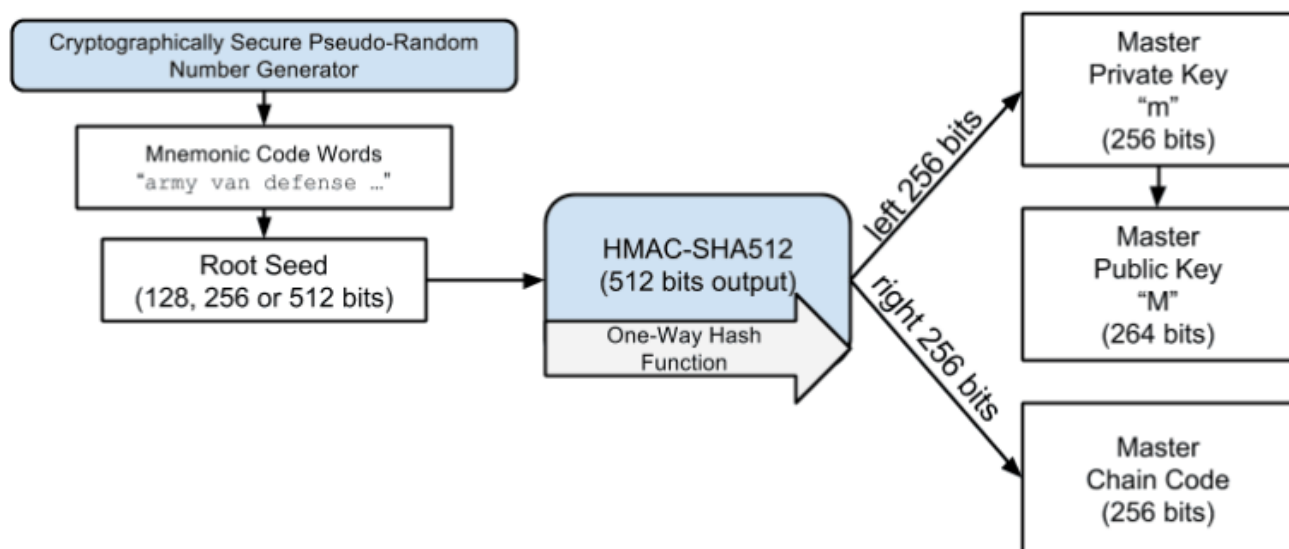 Cryptographically Secure Pseudo-Random
Number Generator
Mnemonic Code Words
“army van defense …”
Root Seed
(128, 256 or 512 bits)
HMAC-SHA512
(512 bits output)
One-Way Hash
Function
left 256 bits
right 256 bits
Master
Private Key
“m”
(256 bits)
Master
Public Key
“M”
(264 bits)
Master
Chain Code
(256 bits)